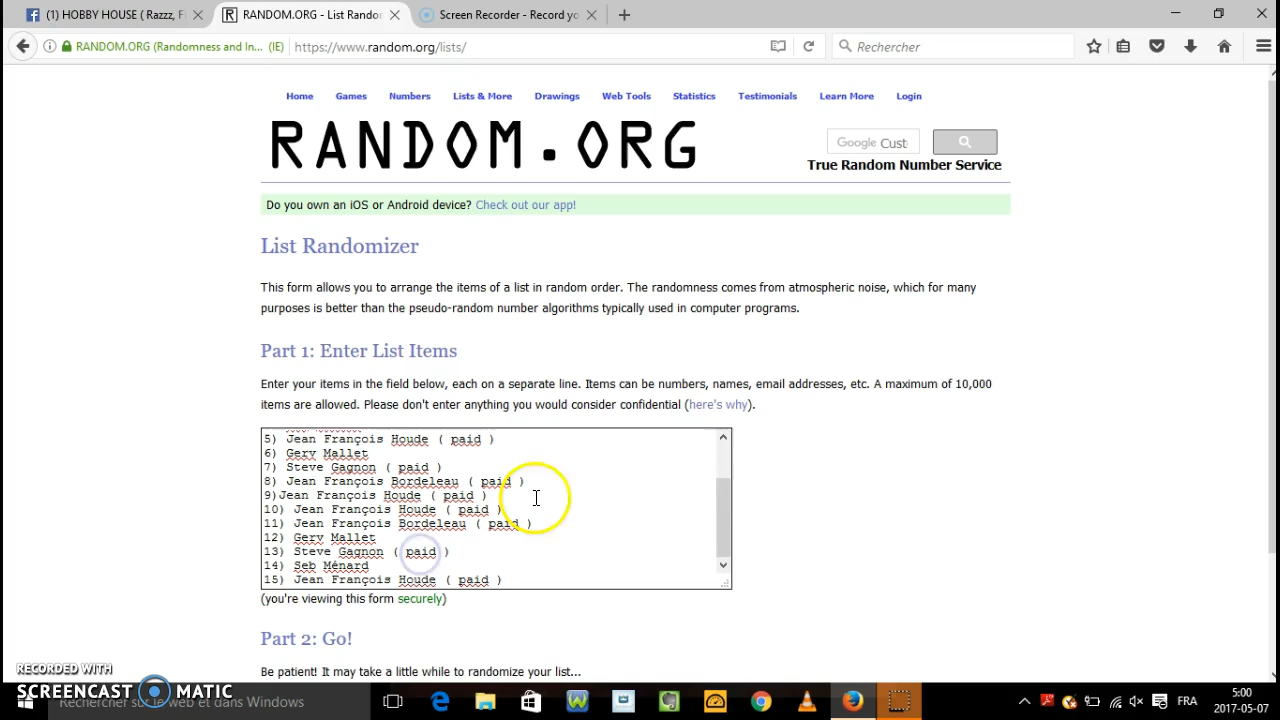 (1) HOBBY HOUSE ( Razzz, F
RANDOM.ORG - List Randor
Screen Recorder - Record yo
RANDOM.ORG (Randomness and In... (IE)
https://www.random.org/lists/
Rechercher
Home Games Numbers Lists & More Drawings Web Tools Statistics Testimonials Learn More Login
RANDOM.ORG
Google Cust
True Random Number Service
Do you own an iOS or Android device? Check out our app!
List Randomizer
This form allows you to arrange the items of a list in random order. The randomness comes from atmospheric noise, which for many
purposes is better than the pseudo-random number algorithms typically used in computer programs.
Part 1: Enter List Items
Enter your items in the field below, each on a separate line. Items can be numbers, names, email addresses, etc. A maximum of 10,000
items are allowed. Please don't enter anything you would consider confidential (here's why).
5) Jean François Houde ( paid )
6) Gery Mallet
7) Steve Gagnon ( paid )
8) Jean François Bordeleau ( paid )
9)Jean François Houde ( paid )
10) Jean François Houde ( paid )
11) Jean François Bordeleau ( paid )
12) Gery Mallet
13) Steve Gagnon ( paid )
14) Seb Ménard
15) Jean François Houde ( paid )
(you're viewing this form securely)
Part 2: Go!
Be patient! It may take a little while to randomize your list...
RECORDED WITH
SCREENCAST MATIC
Rechercher sur le web et dans Windows
FRA
5:00
2017-05-07